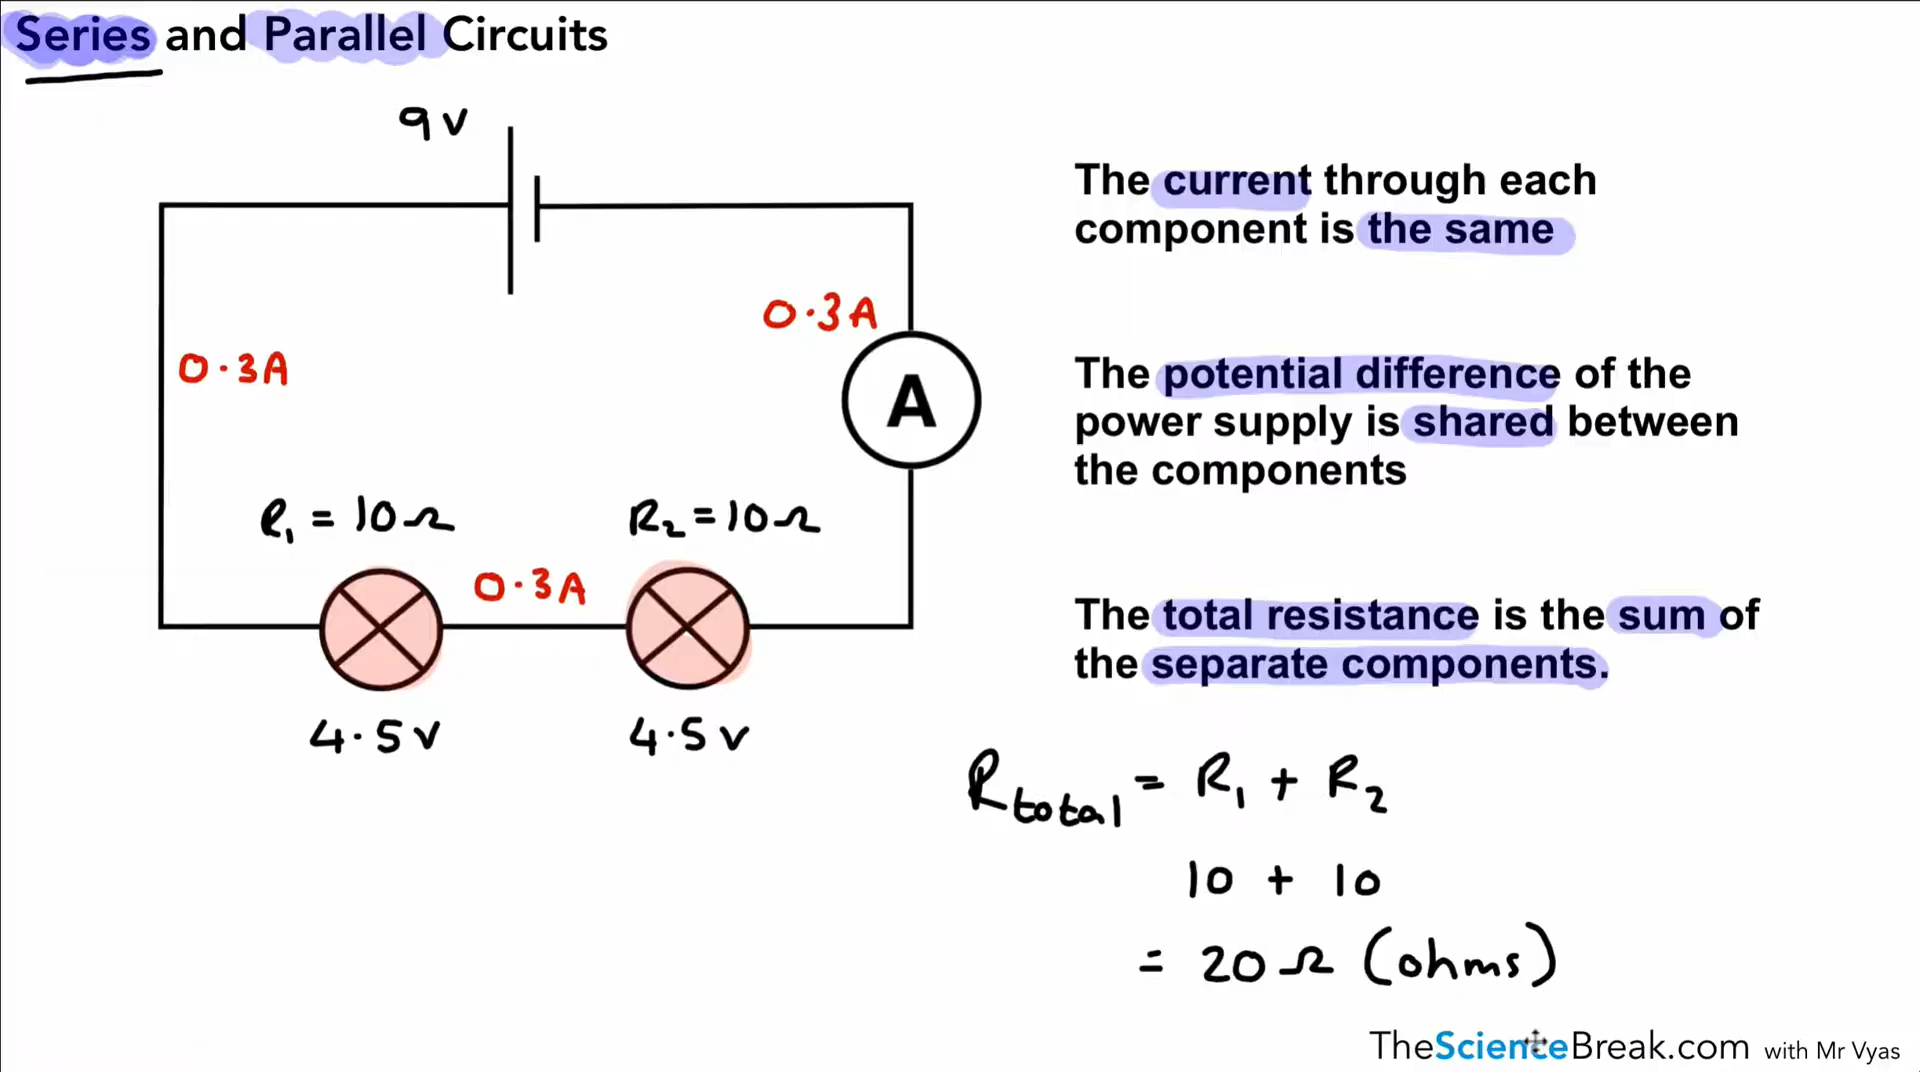 Series and Parallel Circuits
9V
The current through each
component is the same
0.3A
0.3A
A
The potential difference of the
power supply is shared between
the components
R₁ = 10Ω
R₂ = 10Ω
0.3A
The total resistance is the sum of
the separate components.
4.5V
4.5V
Rtotal = R₁ + R₂
10 + 10
= 20Ω (ohms)
TheScienceBreak.com with Mr Vyas